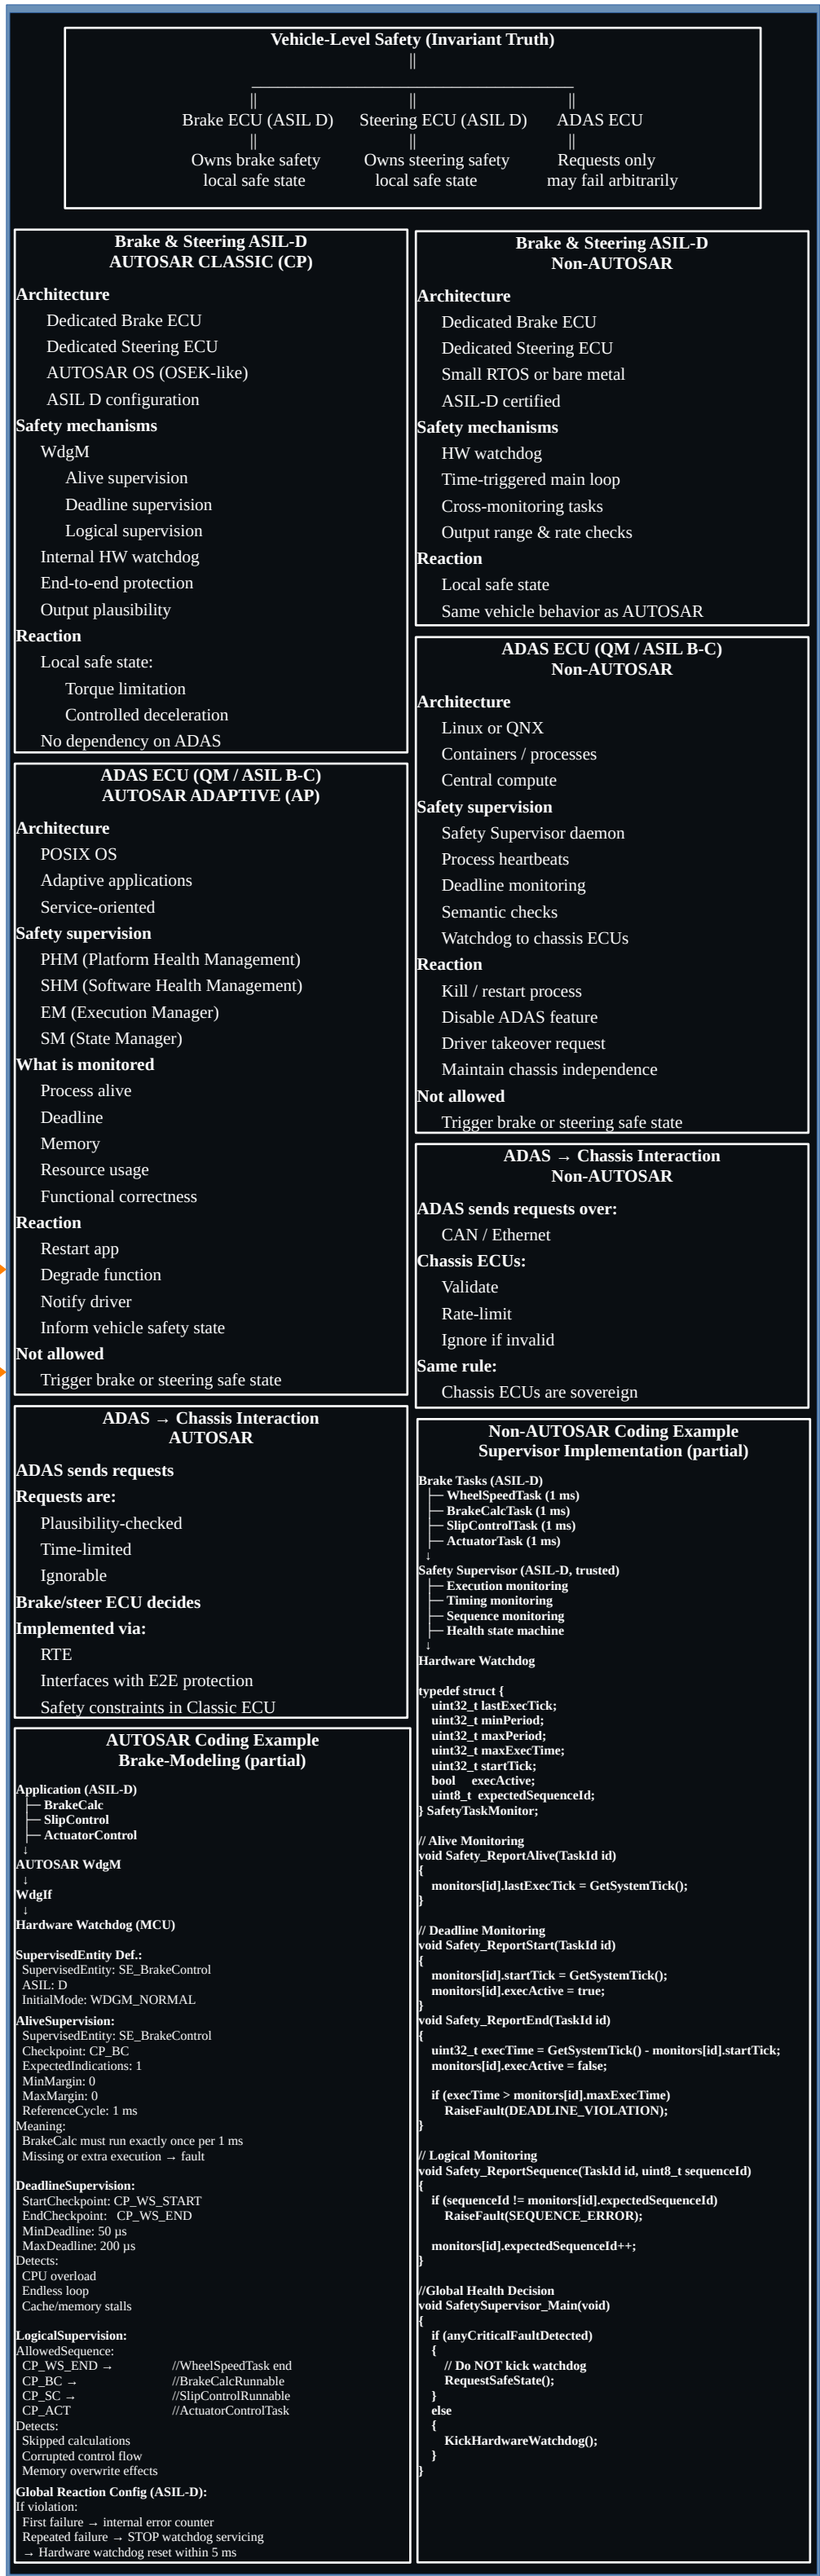 Vehicle-Level Safety (Invariant Truth)
||
||  ||  ||
Brake ECU (ASIL D)  Steering ECU (ASIL D)  ADAS ECU
||  ||  ||
Owns brake safety  Owns steering safety  Requests only
local safe state  local safe state  may fail arbitrarily
Brake & Steering ASIL-D
AUTOSAR CLASSIC (CP)
Architecture
Dedicated Brake ECU
Dedicated Steering ECU
AUTOSAR OS (OSEK-like)
ASIL D configuration
Safety mechanisms
WdgM
Alive supervision
Deadline supervision
Logical supervision
Internal HW watchdog
End-to-end protection
Output plausibility
Reaction
Local safe state:
Torque limitation
Controlled deceleration
No dependency on ADAS
ADAS ECU (QM / ASIL B-C)
AUTOSAR ADAPTIVE (AP)
Architecture
POSIX OS
Adaptive applications
Service-oriented
Safety supervision
PHM (Platform Health Management)
SHM (Software Health Management)
EM (Execution Manager)
SM (State Manager)
What is monitored
Process alive
Deadline
Memory
Resource usage
Functional correctness
Reaction
Restart app
Degrade function
Notify driver
Inform vehicle safety state
Not allowed
Trigger brake or steering safe state
ADAS → Chassis Interaction
AUTOSAR
ADAS sends requests
Requests are:
Plausibility-checked
Time-limited
Ignorable
Brake/steer ECU decides
Implemented via:
RTE
Interfaces with E2E protection
Safety constraints in Classic ECU
AUTOSAR Coding Example
Brake-Modeling (partial)
Application (ASIL-D)
├─ BrakeCalc
├─ SlipControl
├─ ActuatorControl
↓
AUTOSAR WdgM
↓
WdgIf
↓
Hardware Watchdog (MCU)
SupervisedEntity Def.:
SupervisedEntity: SE_BrakeControl
ASIL: D
InitialMode: WDGM_NORMAL
AliveSupervision:
SupervisedEntity: SE_BrakeControl
Checkpoint: CP_BC
ExpectedIndications: 1
MinMargin: 0
MaxMargin: 0
ReferenceCycle: 1 ms
Meaning:
BrakeCalc must run exactly once per 1 ms
Missing or extra execution → fault
DeadlineSupervision:
StartCheckpoint: CP_WS_START
EndCheckpoint:   CP_WS_END
MinDeadline: 50 µs
MaxDeadline: 200 µs
Detects:
CPU overload
Endless loop
Cache/memory stalls
LogicalSupervision:
AllowedSequence:
CP_WS_END →  //WheelSpeedTask end
CP_BC →  //BrakeCalcRunnable
CP_SC →  //SlipControlRunnable
CP_ACT  //ActuatorControlTask
Detects:
Skipped calculations
Corrupted control flow
Memory overwrite effects
Global Reaction Config (ASIL-D):
If violation:
First failure → internal error counter
Repeated failure → STOP watchdog servicing
→ Hardware watchdog reset within 5 ms
Brake & Steering ASIL-D
Non-AUTOSAR
Architecture
Dedicated Brake ECU
Dedicated Steering ECU
Small RTOS or bare metal
ASIL-D certified
Safety mechanisms
HW watchdog
Time-triggered main loop
Cross-monitoring tasks
Output range & rate checks
Reaction
Local safe state
Same vehicle behavior as AUTOSAR
ADAS ECU (QM / ASIL B-C)
Non-AUTOSAR
Architecture
Linux or QNX
Containers / processes
Central compute
Safety supervision
Safety Supervisor daemon
Process heartbeats
Deadline monitoring
Semantic checks
Watchdog to chassis ECUs
Reaction
Kill / restart process
Disable ADAS feature
Driver takeover request
Maintain chassis independence
Not allowed
Trigger brake or steering safe state
ADAS → Chassis Interaction
Non-AUTOSAR
ADAS sends requests over:
CAN / Ethernet
Chassis ECUs:
Validate
Rate-limit
Ignore if invalid
Same rule:
Chassis ECUs are sovereign
Non-AUTOSAR Coding Example
Supervisor Implementation (partial)
Brake Tasks (ASIL-D)
├─ WheelSpeedTask (1 ms)
├─ BrakeCalcTask (1 ms)
├─ SlipControlTask (1 ms)
├─ ActuatorTask (1 ms)
↓
Safety Supervisor (ASIL-D, trusted)
├─ Execution monitoring
├─ Timing monitoring
├─ Sequence monitoring
├─ Health state machine
↓
Hardware Watchdog
typedef struct {
uint32_t lastExecTick;
uint32_t minPeriod;
uint32_t maxPeriod;
uint32_t maxExecTime;
uint32_t startTick;
bool     execActive;
uint8_t  expectedSequenceId;
} SafetyTaskMonitor;
// Alive Monitoring
void Safety_ReportAlive(TaskId id)
{
monitors[id].lastExecTick = GetSystemTick();
}
// Deadline Monitoring
void Safety_ReportStart(TaskId id)
{
monitors[id].startTick = GetSystemTick();
monitors[id].execActive = true;
}
void Safety_ReportEnd(TaskId id)
{
uint32_t execTime = GetSystemTick() - monitors[id].startTick;
monitors[id].execActive = false;
if (execTime > monitors[id].maxExecTime)
RaiseFault(DEADLINE_VIOLATION);
}
// Logical Monitoring
void Safety_ReportSequence(TaskId id, uint8_t sequenceId)
{
if (sequenceId != monitors[id].expectedSequenceId)
RaiseFault(SEQUENCE_ERROR);
monitors[id].expectedSequenceId++;
}
//Global Health Decision
void SafetySupervisor_Main(void)
{
if (anyCriticalFaultDetected)
{
// Do NOT kick watchdog
RequestSafeState();
}
else
{
KickHardwareWatchdog();
}
}